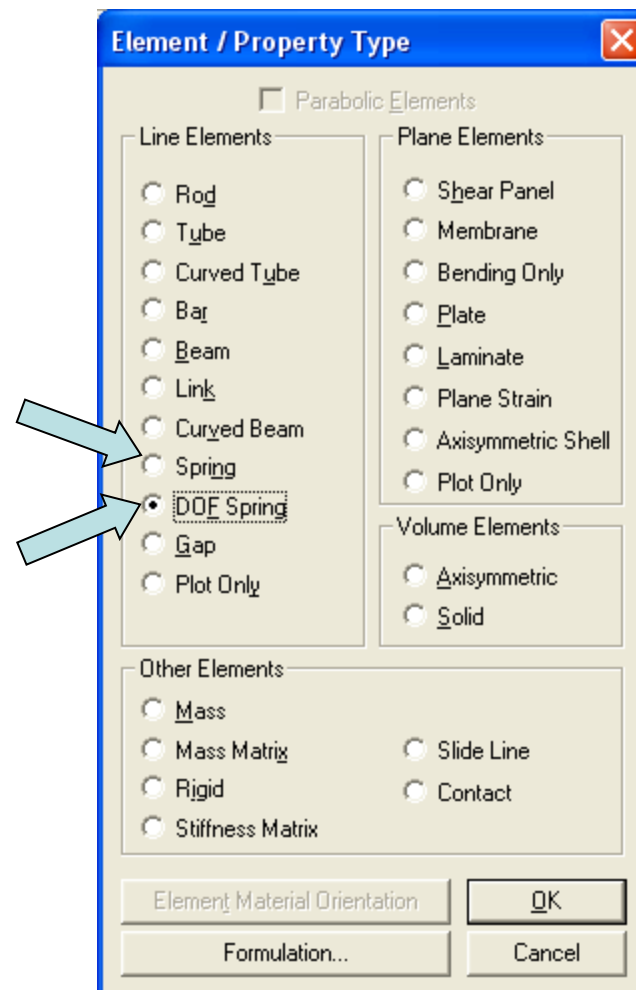 Element / Property Type
Parabolic Elements
Line Elements
Rod
Tube
Curved Tube
Bar
Beam
Link
Curved Beam
Spring
DOF Spring
Gap
Plot Only
Plane Elements
Shear Panel
Membrane
Bending Only
Plate
Laminate
Plane Strain
Axisymmetric Shell
Plot Only
Volume Elements
Axisymmetric
Solid
Other Elements
Mass
Mass Matrix
Rigid
Stiffness Matrix
Slide Line
Contact
Element Material Orientation
OK
Formulation...
Cancel